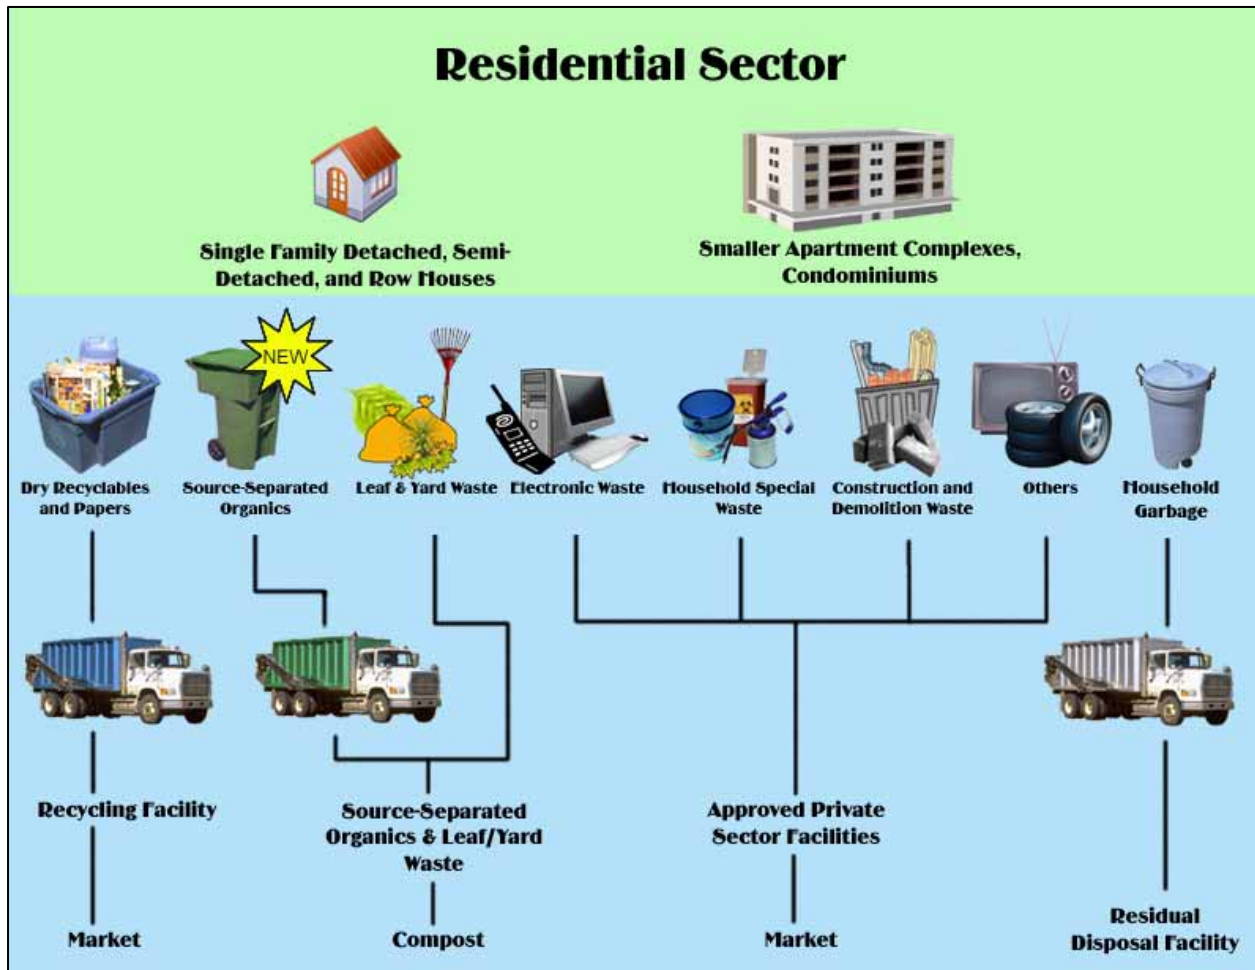 Residential Sector
Single Family Detached, Semi-
Detached, and Row Houses
Smaller Apartment Complexes,
Condominiums
NEW
Dry Recyclables
and Papers
Source-Separated
Organics
Leaf & Yard Waste
Electronic Waste
Household Special
Waste
Construction and
Demolition Waste
Others
Household
Garbage
Recycling Facility
Source-Separated
Organics & Leaf/Yard
Waste
Approved Private
Sector Facilities
Market
Compost
Market
Residual
Disposal Facility